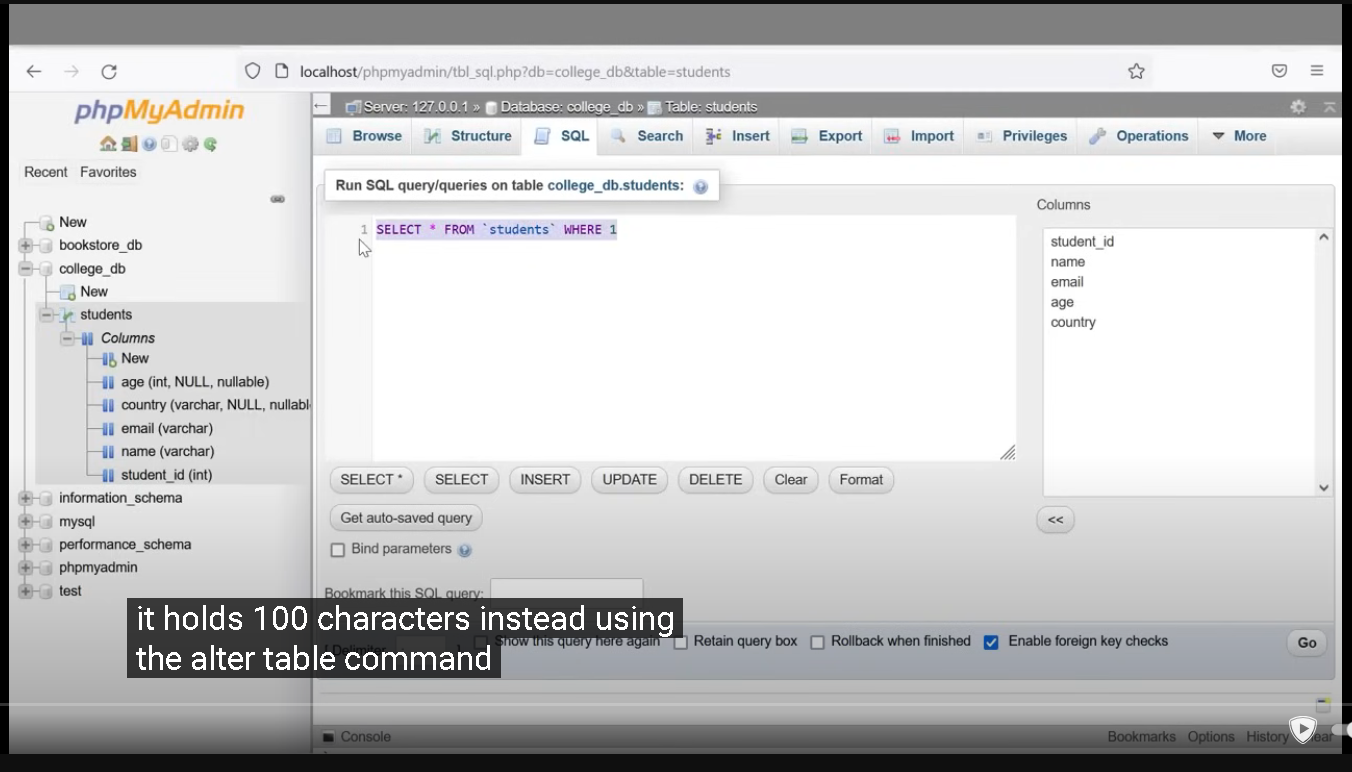 localhost/phpmyadmin/tbl_sql.php?db=college_db&table=students
phpMyAdmin
Recent Favorites
New
bookstore_db
college_db
New
students
Columns
New
age (int, NULL, nullable)
country (varchar, NULL, nullabl
email (varchar)
name (varchar)
student_id (int)
information_schema
mysql
performance_schema
phpmyadmin
test
Server: 127.0.0.1 » Database: college_db » Table: students
Browse Structure SQL Search Insert Export Import Privileges Operations More
Run SQL query/queries on table college_db.students:
1 SELECT * FROM `students` WHERE 1
Columns
student_id
name
email
age
country
SELECT * SELECT INSERT UPDATE DELETE Clear Format
<<
Get auto-saved query
Bind parameters
Bookmark this SQL query:
Show this query here again Retain query box Rollback when finished Enable foreign key checks Go
it holds 100 characters instead using
the alter table command
Console Bookmarks Options History